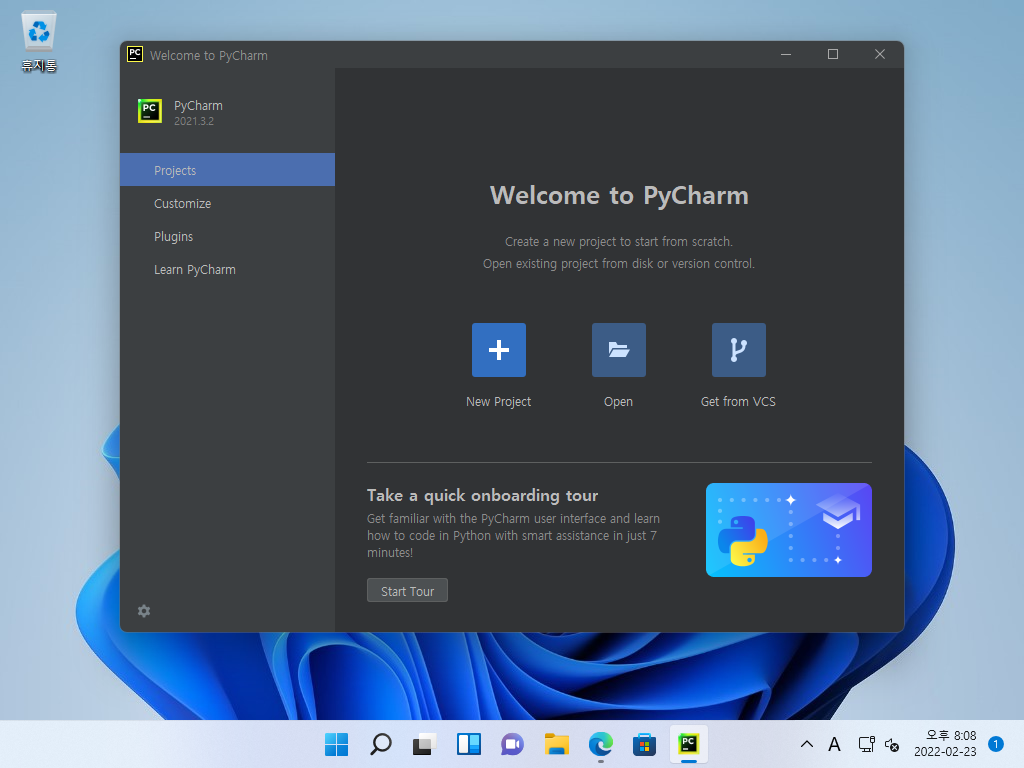 휴지통
PC Welcome to PyCharm
PC PyCharm
2021.3.2
Projects
Customize
Plugins
Learn PyCharm
Welcome to PyCharm
Create a new project to start from scratch.
Open existing project from disk or version control.
New Project
Open
Get from VCS
Take a quick onboarding tour
Get familiar with the PyCharm user interface and learn
how to code in Python with smart assistance in just 7
minutes!
Start Tour
PC
A
오후 8:08
2022-02-23
1